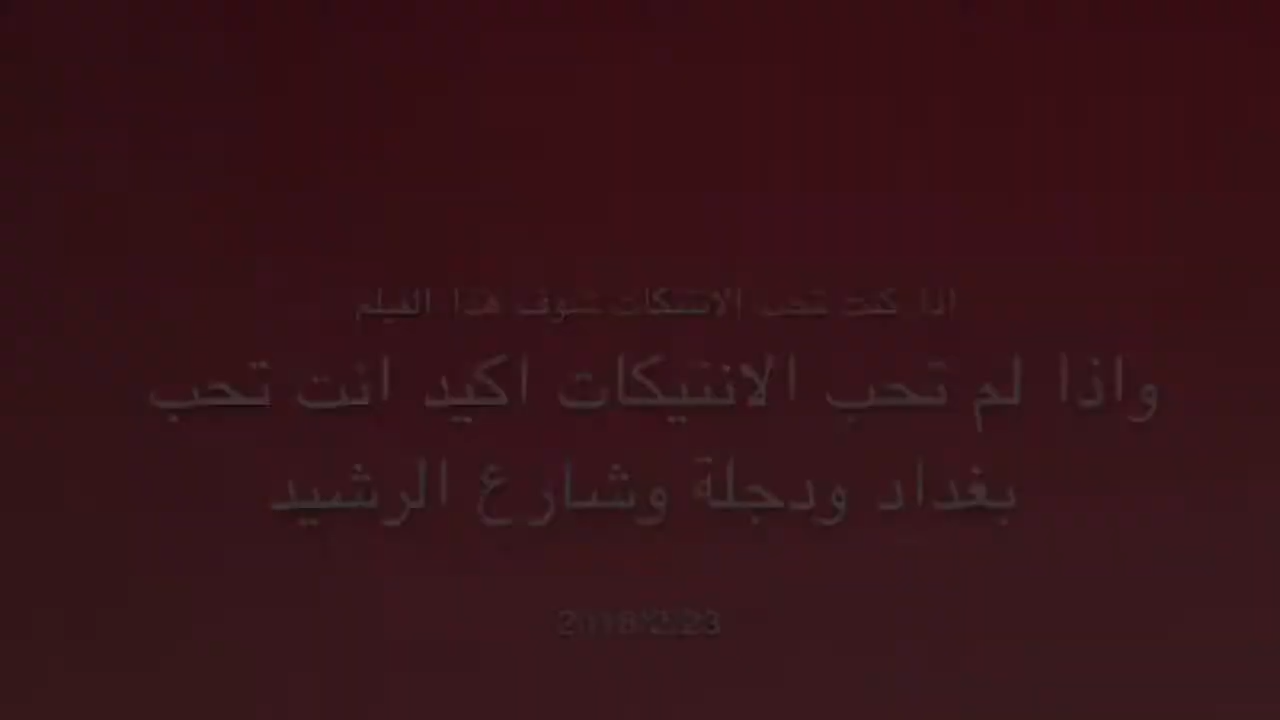 اذا كنت تحب الانتيكات شوف هذا الفيلم
واذا لم تحب الانتيكات اكيد انت تحب
بغداد ودجلة وشارع الرشيد